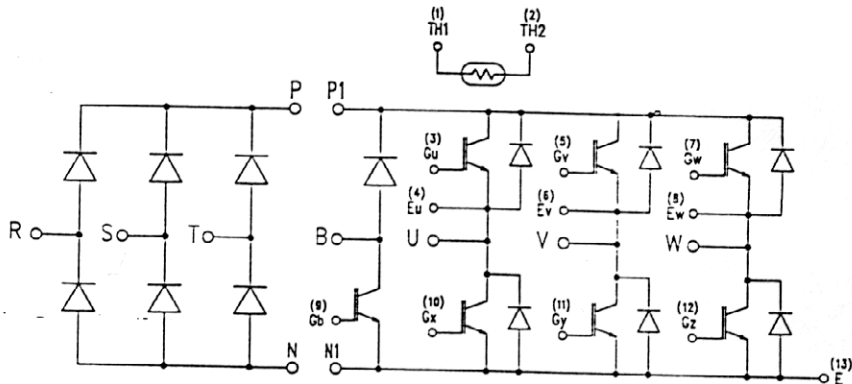 (1) (2)
TH1 TH2
P P1
(3) (5) (7)
Gu Gv Gw
(4) (6) (8)
Eu Ev Ew
R S T B U V W
(9) (10) (11) (12)
Gb Gx Gy Gz
N N1
(13)
E